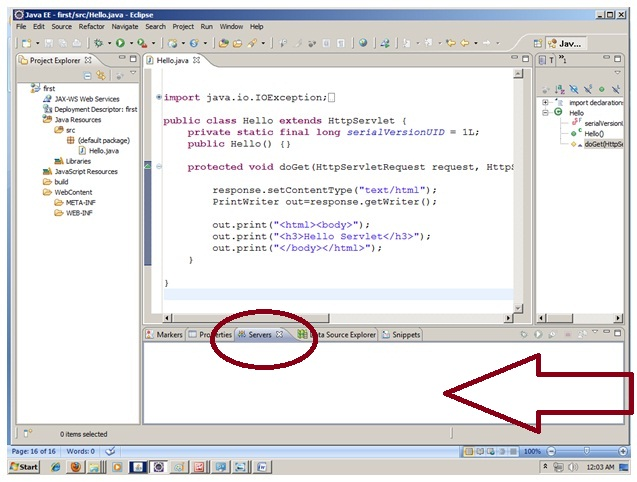 Java EE - first/src/Hello.java - Eclipse
File Edit Source Refactor Navigate Search Project Run Window Help
Jav...
Project Explorer
first
JAX-WS Web Services
Deployment Descriptor: first
Java Resources
src
(default package)
Hello.java
Libraries
JavaScript Resources
build
WebContent
META-INF
WEB-INF
Hello.java
import java.io.IOException;
public class Hello extends HttpServlet {
private static final long serialVersionUID = 1L;
public Hello() {}
protected void doGet(HttpServletRequest request, HttpS
response.setContentType("text/html");
PrintWriter out=response.getWriter();
out.print("<html><body>");
out.print("<h3>Hello Servlet</h3>");
out.print("</body></html>");
}
}
import declarations
Hello
serialVersionU
Hello()
doGet(HttpS
Markers Properties Servers Data Source Explorer Snippets
0 items selected
Page: 16 of 16 Words: 0 100%
Start 12:03 AM